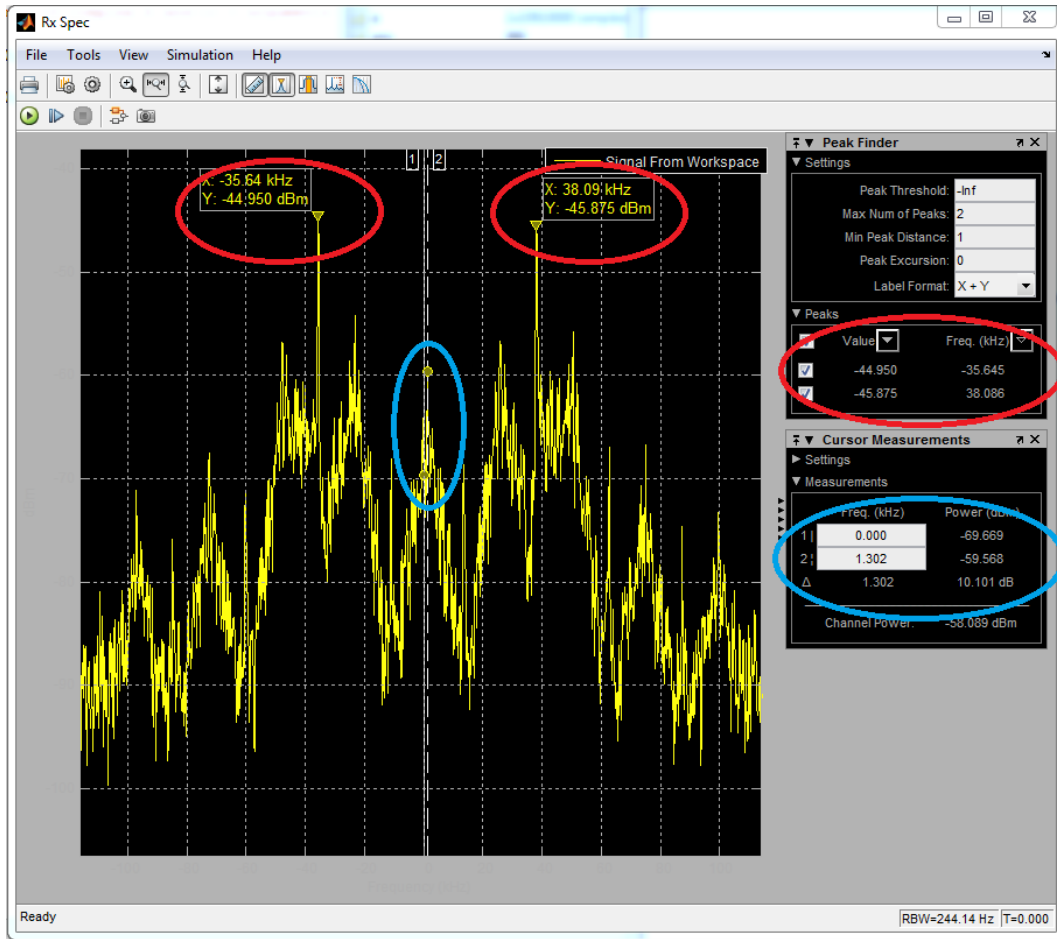 Rx Spec
File Tools View Simulation Help
1 2
Signal From Workspace
X: -35.64 kHz
Y: -44.950 dBm
X: 38.09 kHz
Y: -45.875 dBm
Peak Finder
Settings
Peak Threshold: -Inf
Max Num of Peaks: 2
Min Peak Distance: 1
Peak Excursion: 0
Label Format: X + Y
Peaks
Value Freq. (kHz)
-44.950 -35.645
-45.875 38.086
Cursor Measurements
Settings
Measurements
Freq. (kHz) Power (dBm)
1 0.000 -69.669
2 1.302 -59.568
Δ 1.302 10.101 dB
Channel Power: -58.089 dBm
Ready RBW=244.14 Hz T=0.000